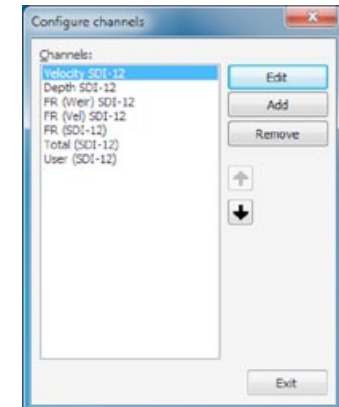 Configure channels
Channels:
Velocity SDI-12
Depth SDI-12
FR (Weir) SDI-12
FR (Vel) SDI-12
FR (SDI-12)
Total (SDI-12)
User (SDI-12)
Edit
Add
Remove
Exit